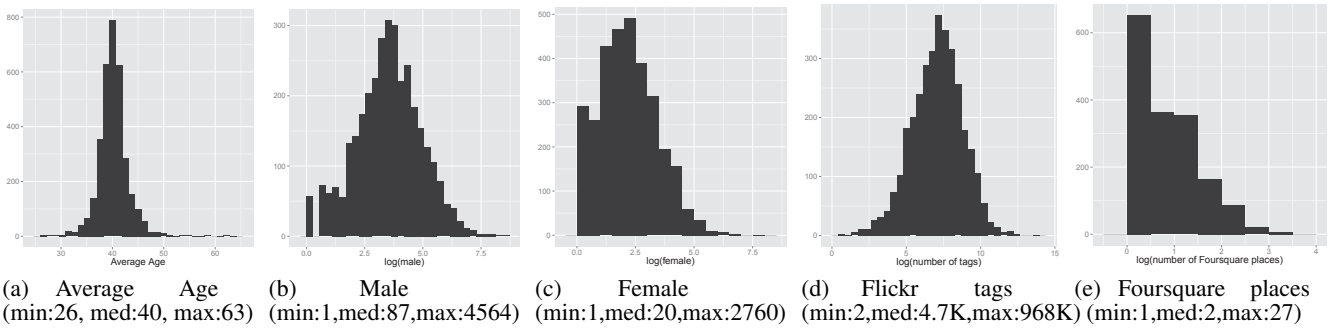 800
600
400
200
0
30
40
50
60
Average Age
300
200
100
0
0.0
2.5
5.0
7.5
log(male)
500
400
300
200
100
0
0.0
2.5
5.0
7.5
log(female)
300
200
100
0
0
5
10
15
log(number of tags)
600
400
200
0
0
1
2
3
4
log(number of Foursquare places)
(a) Average Age
(min:26, med:40, max:63)
(b) Male
(min:1,med:87,max:4564)
(c) Female
(min:1,med:20,max:2760)
(d) Flickr tags
(min:2,med:4.7K,max:968K)
(e) Foursquare places
(min:1,med:2,max:27)